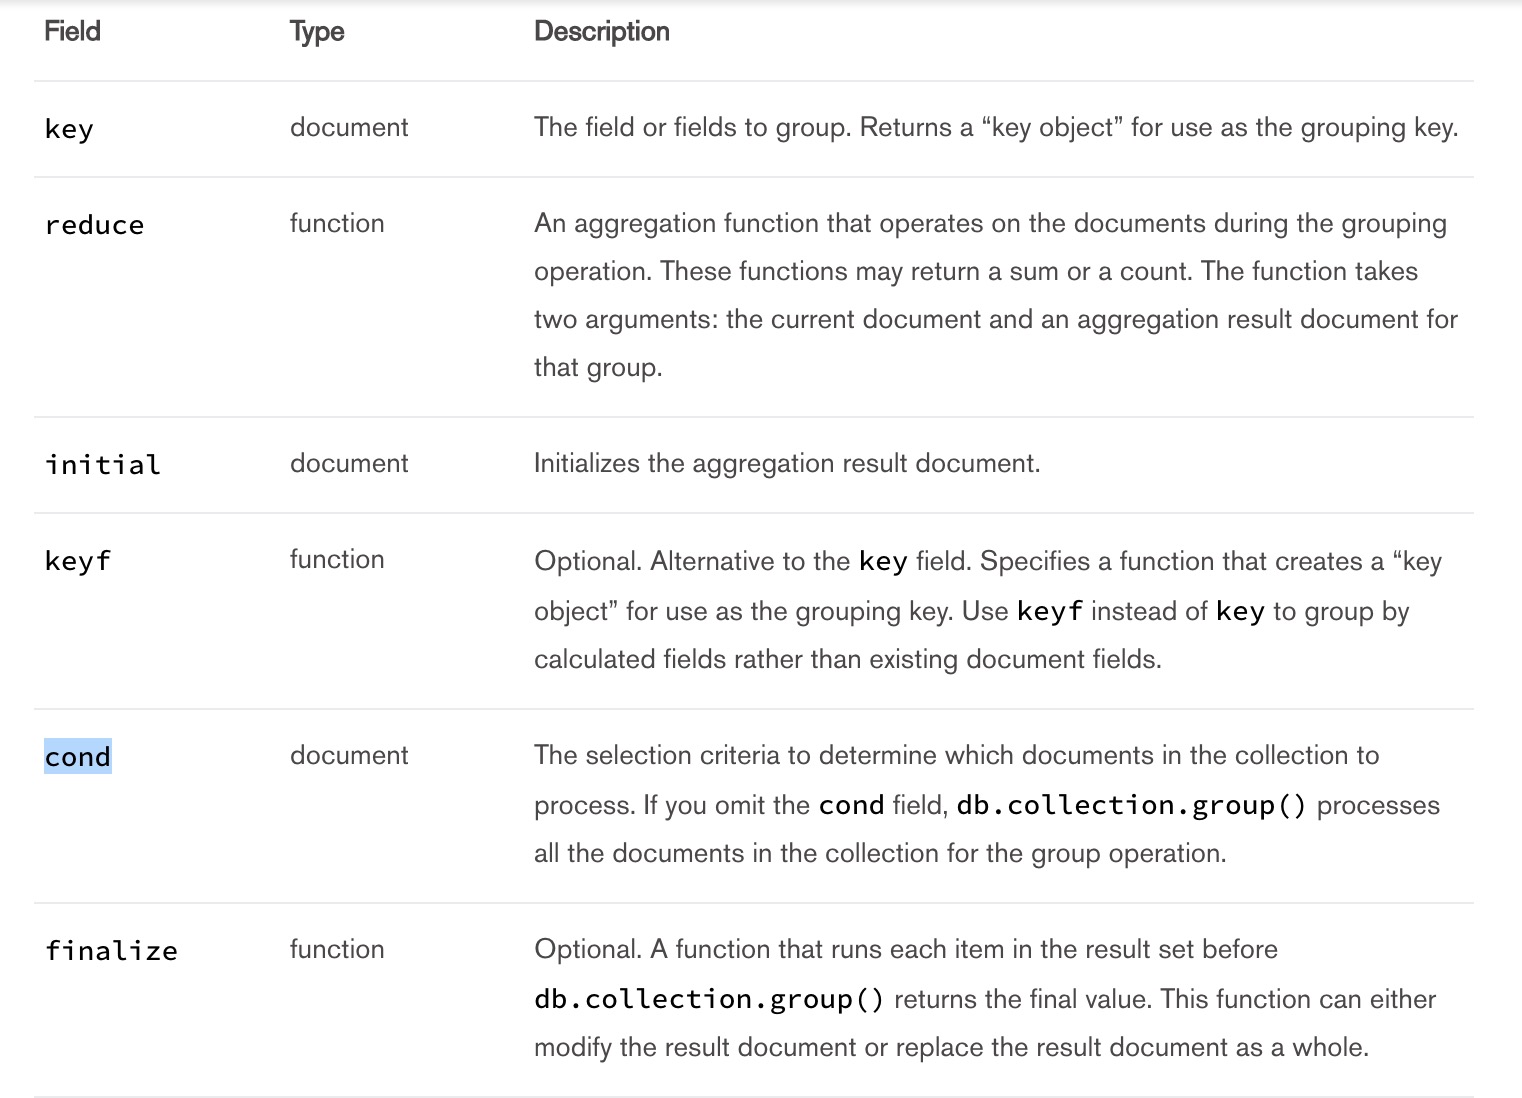 Field Type Description
key document The field or fields to group. Returns a “key object” for use as the grouping key.
reduce function An aggregation function that operates on the documents during the grouping
operation. These functions may return a sum or a count. The function takes
two arguments: the current document and an aggregation result document for
that group.
initial document Initializes the aggregation result document.
keyf function Optional. Alternative to the key field. Specifies a function that creates a “key
object” for use as the grouping key. Use keyf instead of key to group by
calculated fields rather than existing document fields.
cond document The selection criteria to determine which documents in the collection to
process. If you omit the cond field, db.collection.group() processes
all the documents in the collection for the group operation.
finalize function Optional. A function that runs each item in the result set before
db.collection.group() returns the final value. This function can either
modify the result document or replace the result document as a whole.